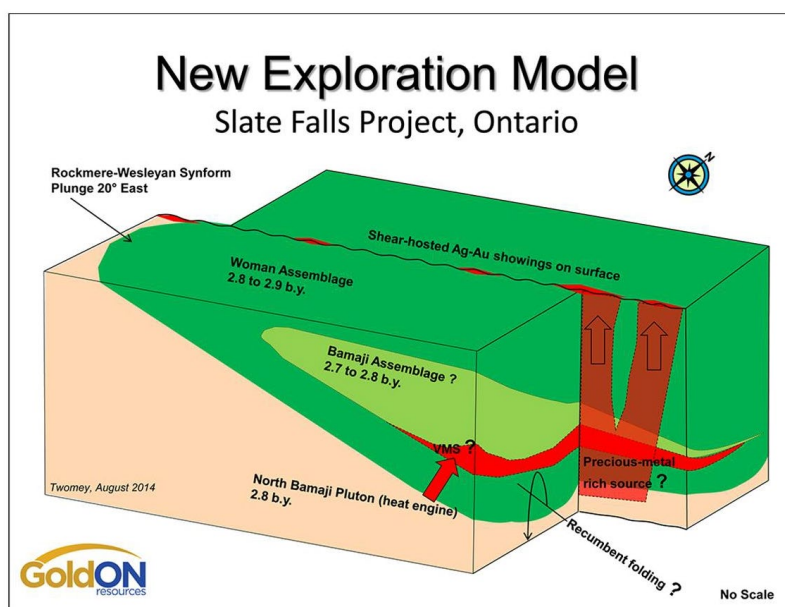 New Exploration Model
Slate Falls Project, Ontario
N
Rockmere-Wesleyan Synform
Plunge 20° East
Shear-hosted Ag-Au showings on surface
Woman Assemblage
2.8 to 2.9 b.y.
Bamaji Assemblage ?
2.7 to 2.8 b.y.
VMS ?
Precious-metal
rich source ?
Twomey, August 2014
North Bamaji Pluton (heat engine)
2.8 b.y.
Recumbent folding ?
GoldON
resources
No Scale